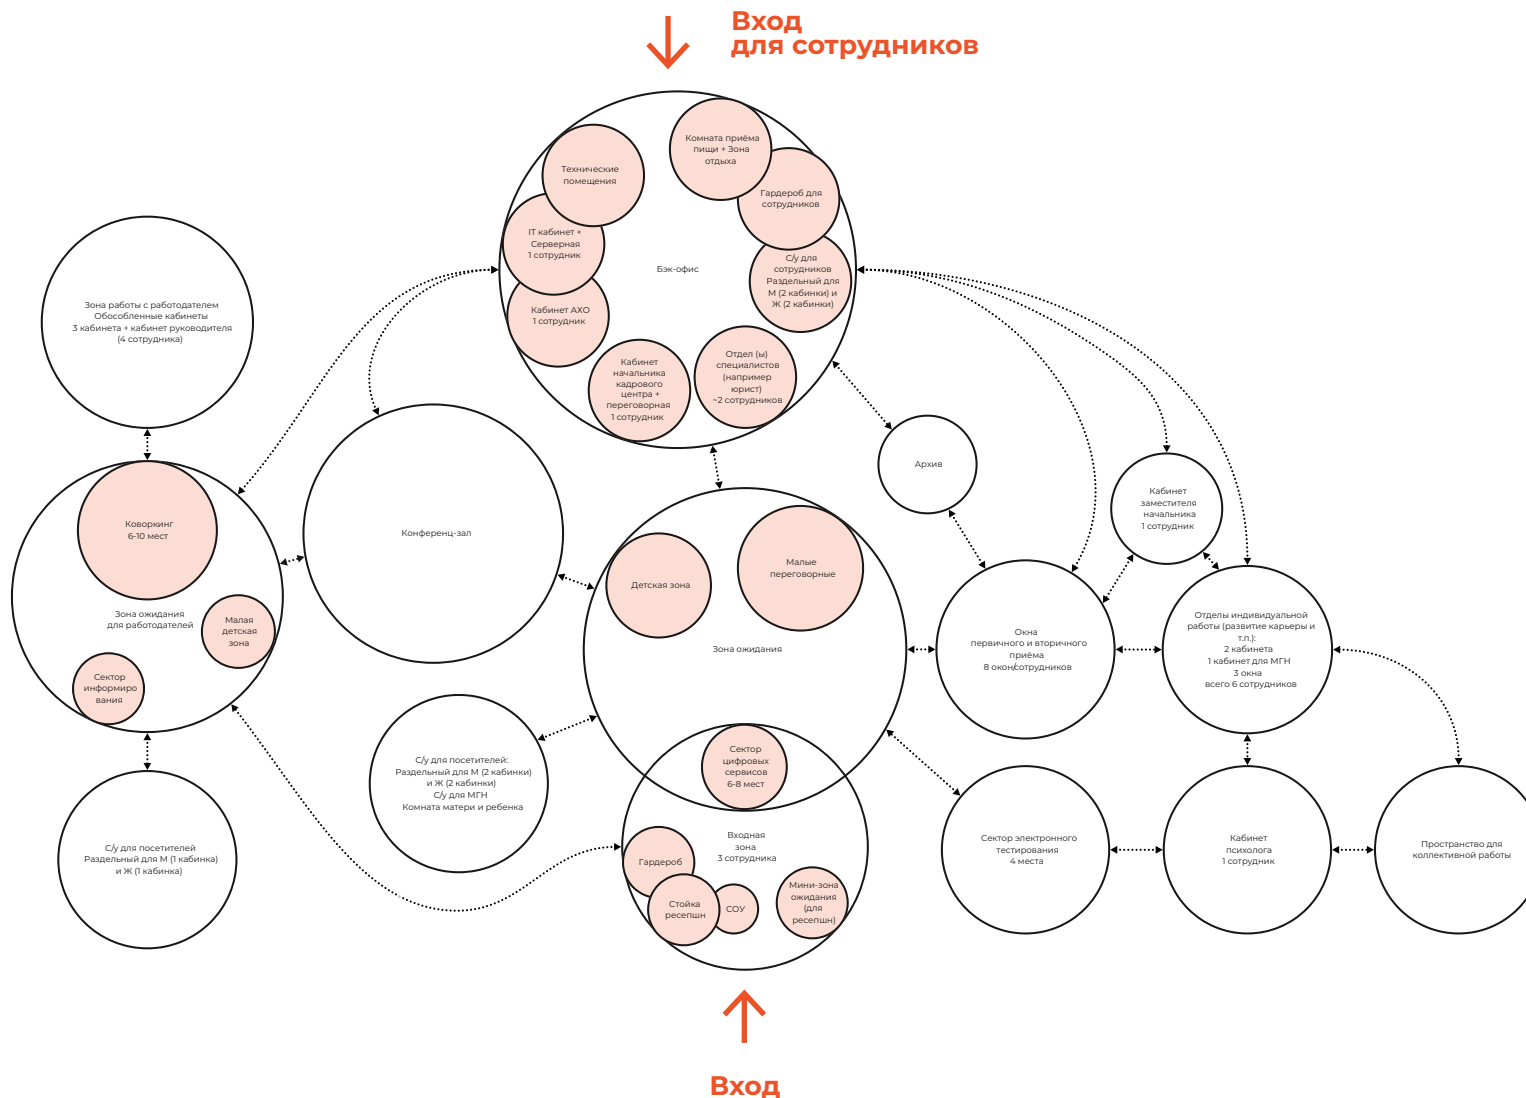 Вход
для сотрудников
Комната приёма
пищи + Зона
отдыха
Технические
помещения
Гардероб для
сотрудников
IT кабинет +
Серверная
1 сотрудник
Бэк-офис
С/у для
сотрудников
Раздельный для
М (2 кабинки) и
Ж (2 кабинки)
Кабинет АХО
1 сотрудник
Кабинет
начальника
кадрового
центра +
переговорная
1 сотрудник
Отдел (ы)
специалистов
(например
юрист)
~2 сотрудников
Зона работы с работодателем
Обособленные кабинеты
3 кабинета + кабинет руководителя
(4 сотрудника)
Архив
Кабинет
заместителя
начальника
1 сотрудник
Коворкинг
6-10 мест
Конференц-зал
Детская зона
Малые
переговорные
Зона ожидания
для работодателей
Малая
детская
зона
Сектор
информиро
вания
Зона ожидания
Окна
первичного и вторичного
приёма
8 окон/сотрудников
Отделы индивидуальной
работы (развитие карьеры и
т.п.):
2 кабинета
1 кабинет для МГН
3 окна
всего 6 сотрудников
С/у для посетителей:
Раздельный для М (2 кабинки)
и Ж (2 кабинки)
С/у для МГН
Комната матери и ребенка
Сектор
цифровых
сервисов
6-8 мест
С/у для посетителей
Раздельный для М (1 кабинка)
и Ж (1 кабинка)
Входная
зона
3 сотрудника
Гардероб
Стойка
ресепшн
СОУ
Мини-зона
ожидания
(для
ресепшн)
Сектор электронного
тестирования
4 места
Кабинет
психолога
1 сотрудник
Пространство для
коллективной работы
Вход